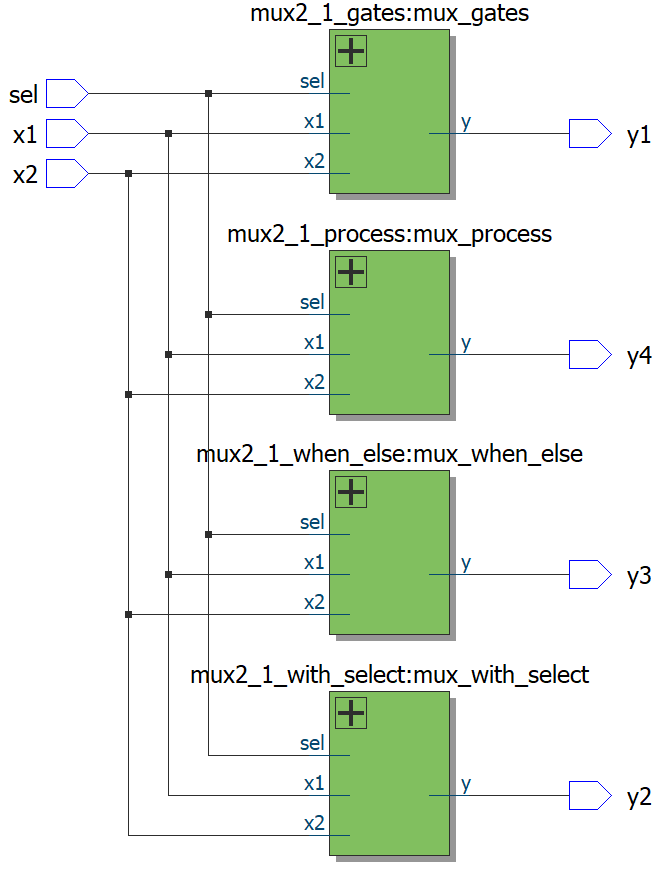 mux2_1_gates:mux_gates
sel
x1
x2
sel
x1
x2
y
y1
mux2_1_process:mux_process
sel
x1
x2
y
y4
mux2_1_when_else:mux_when_else
sel
x1
x2
y
y3
mux2_1_with_select:mux_with_select
sel
x1
x2
y
y2